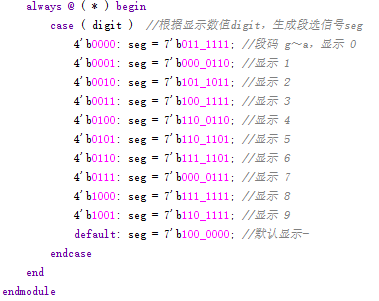 always @ ( * ) begin
case ( digit ) //根据显示数值digit，生成段选信号seg
4'b0000: seg = 7'b011_1111; //段码 g～a，显示 0
4'b0001: seg = 7'b000_0110; //显示 1
4'b0010: seg = 7'b101_1011; //显示 2
4'b0011: seg = 7'b100_1111; //显示 3
4'b0100: seg = 7'b110_0110; //显示 4
4'b0101: seg = 7'b110_1101; //显示 5
4'b0110: seg = 7'b111_1101; //显示 6
4'b0111: seg = 7'b000_0111; //显示 7
4'b1000: seg = 7'b111_1111; //显示 8
4'b1001: seg = 7'b110_1111; //显示 9
default: seg = 7'b100_0000; //默认显示-
endcase
end
endmodule